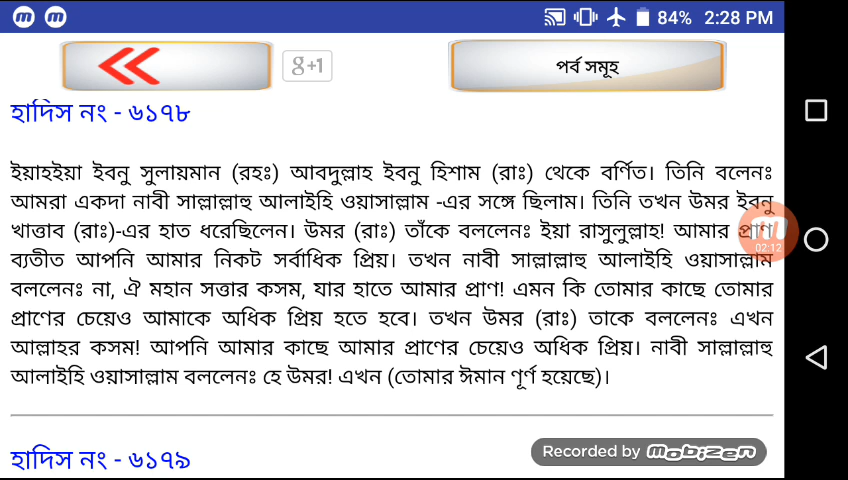 84% 2:28 PM
g+1
পর্ব সমূহ
হাদিস নং - ৬১৭৮
ইয়াহইয়া ইবনু সুলায়মান (রহঃ) আবদুল্লাহ ইবনু হিশাম (রাঃ) থেকে বর্ণিত। তিনি বলেনঃ
আমরা একদা নাবী সাল্লাল্লাহু আলাইহি ওয়াসাল্লাম -এর সঙ্গে ছিলাম। তিনি তখন উমর ইবনু
খাত্তাব (রাঃ)-এর হাত ধরেছিলেন। উমর (রাঃ) তাঁকে বললেনঃ ইয়া রাসুলুল্লাহ! আমার প্রাণ
02:12
ব্যতীত আপনি আমার নিকট সর্বাধিক প্রিয়। তখন নাবী সাল্লাল্লাহু আলাইহি ওয়াসাল্লাম
বললেনঃ না, ঐ মহান সত্তার কসম, যার হাতে আমার প্রাণ! এমন কি তোমার কাছে তোমার
প্রাণের চেয়েও আমাকে অধিক প্রিয় হতে হবে। তখন উমর (রাঃ) তাকে বললেনঃ এখন
আল্লাহর কসম! আপনি আমার কাছে আমার প্রাণের চেয়েও অধিক প্রিয়। নাবী সাল্লাল্লাহু
আলাইহি ওয়াসাল্লাম বললেনঃ হে উমর! এখন (তোমার ঈমান পূর্ণ হয়েছে)।
হাদিস নং - ৬১৭৯
Recorded by mobizen